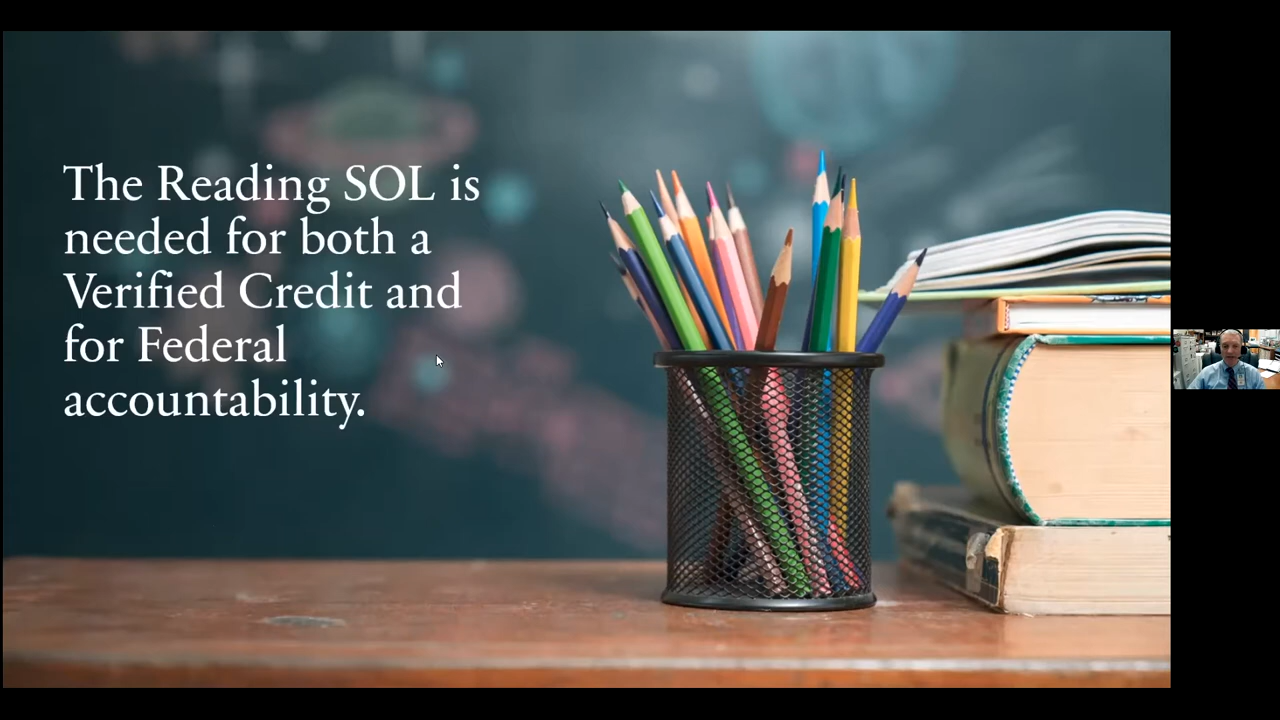 The Reading SOL is
needed for both a
Verified Credit and
for Federal
accountability.